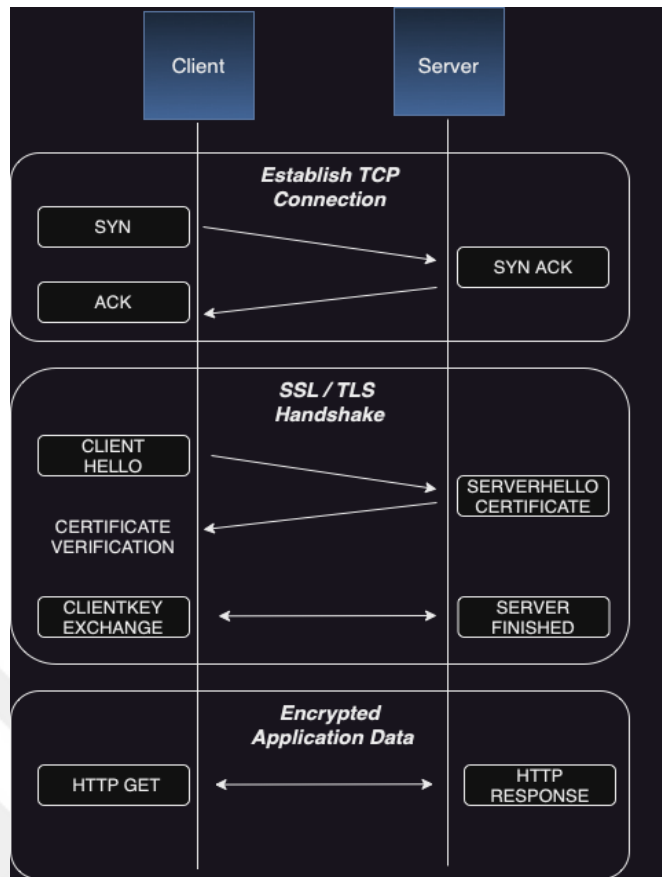 Client
Server
Establish TCP
Connection
SYN
SYN ACK
ACK
SSL / TLS
Handshake
CLIENT
HELLO
SERVERHELLO
CERTIFICATE
CERTIFICATE
VERIFICATION
CLIENTKEY
EXCHANGE
SERVER
FINISHED
Encrypted
Application Data
HTTP GET
HTTP
RESPONSE